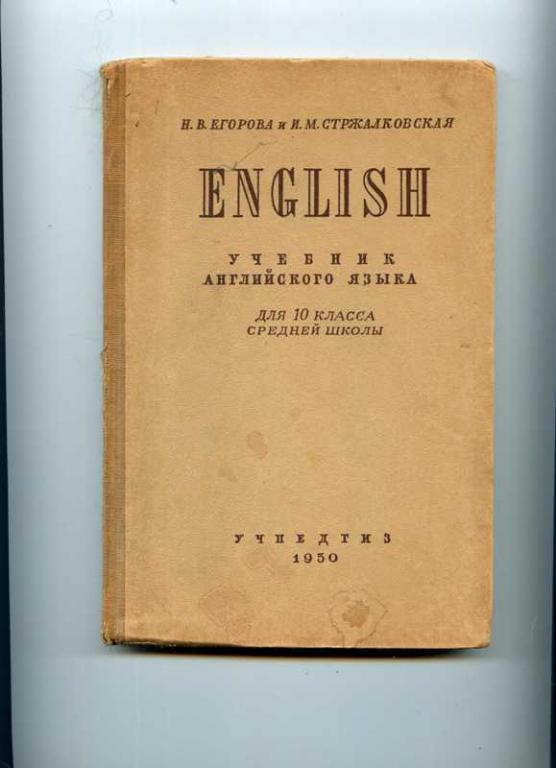 Н. В. ЕГОРОВА и И. М. СТРЖАЛКОВСКАЯ
ENGLISH
УЧЕБНИК
АНГЛИЙСКОГО ЯЗЫКА
ДЛЯ 10 КЛАССА
СРЕДНЕЙ ШКОЛЫ
УЧПЕДГИЗ
1950